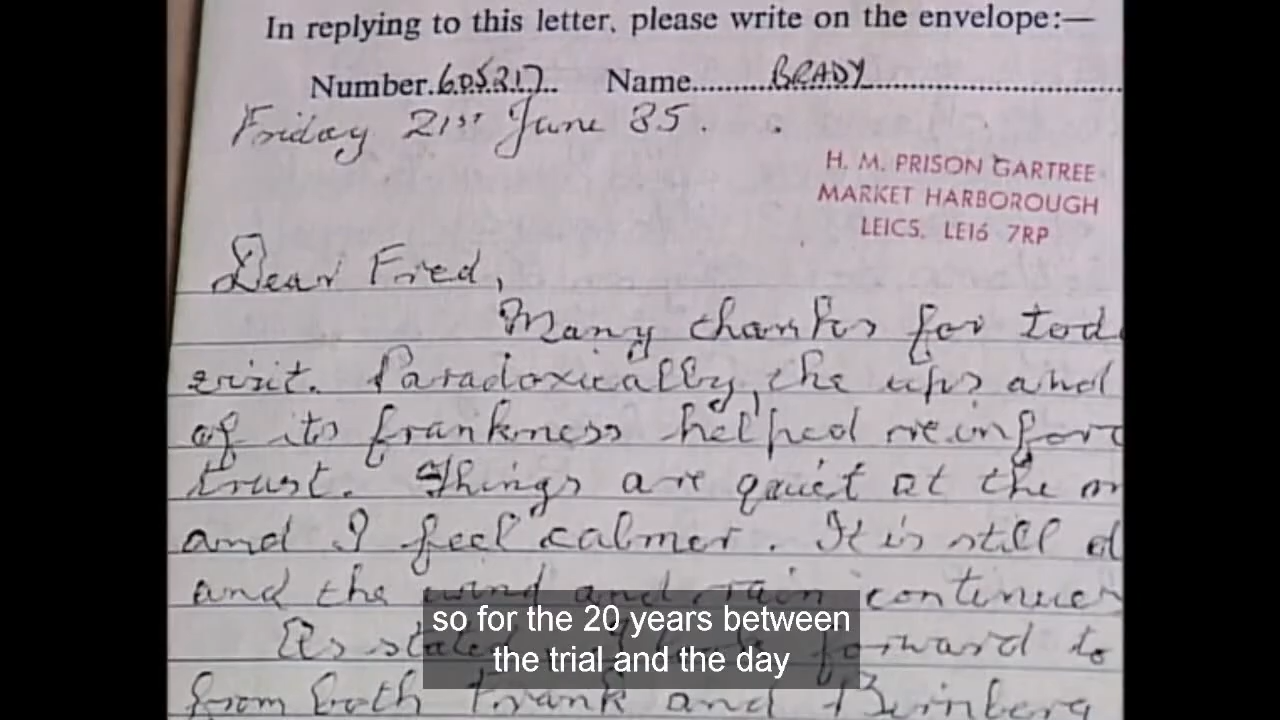 In replying to this letter, please write on the envelope:—
Number 605217 Name BRADY
Friday 21st June 85.
H. M. PRISON GARTREE
MARKET HARBOROUGH
LEICS. LE16 7RP
Dear Fred,
Many thanks for tod
visit. Paradoxically, the ups and
of its frankness helped reinforc
trust. Things are quiet at the m
and I feel calmer. It is still d
and the wind and rain continues
As stated forward to
from both Frank and
so for the 20 years between
the trial and the day